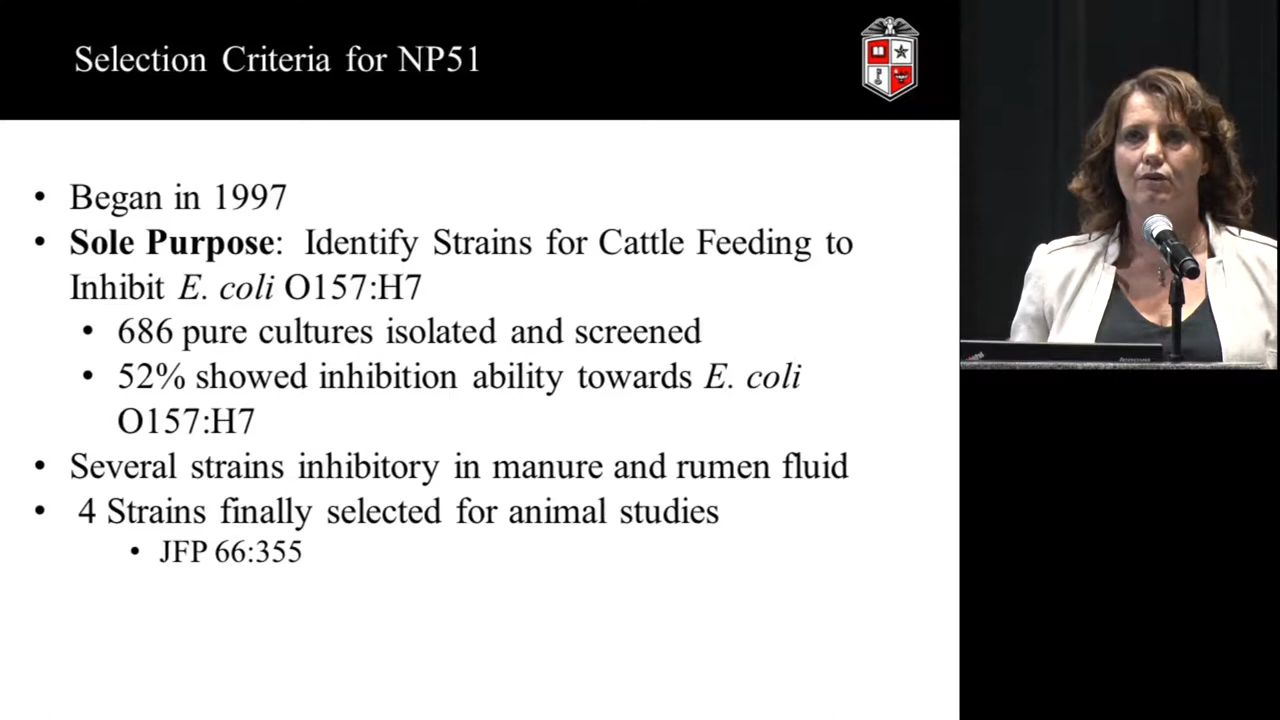 Selection Criteria for NP51
• Began in 1997
• Sole Purpose: Identify Strains for Cattle Feeding to
Inhibit E. coli O157:H7
• 686 pure cultures isolated and screened
• 52% showed inhibition ability towards E. coli
O157:H7
• Several strains inhibitory in manure and rumen fluid
• 4 Strains finally selected for animal studies
• JFP 66:355